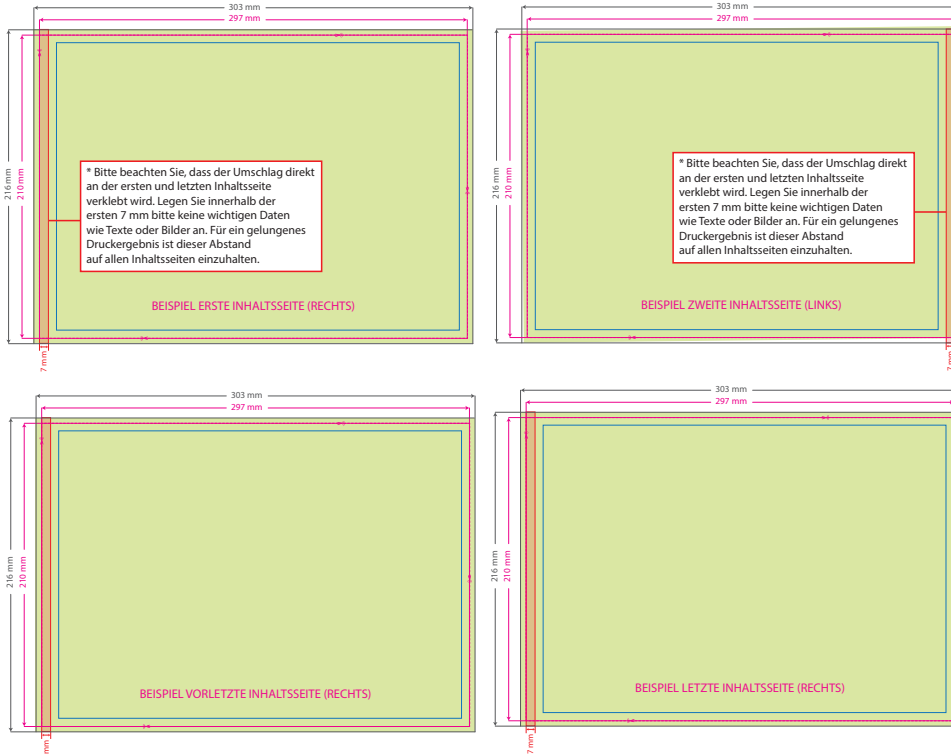 303 mm
297 mm
216 mm
210 mm
* Bitte beachten Sie, dass der Umschlag direkt
an der ersten und letzten Inhaltsseite
verklebt wird. Legen Sie innerhalb der
ersten 7 mm bitte keine wichtigen Daten
wie Texte oder Bilder an. Für ein gelungenes
Druckergebnis ist dieser Abstand
auf allen Inhaltsseiten einzuhalten.
BEISPIEL ERSTE INHALTSSEITE (RECHTS)
7 mm
303 mm
297 mm
216 mm
210 mm
* Bitte beachten Sie, dass der Umschlag direkt
an der ersten und letzten Inhaltsseite
verklebt wird. Legen Sie innerhalb der
ersten 7 mm bitte keine wichtigen Daten
wie Texte oder Bilder an. Für ein gelungenes
Druckergebnis ist dieser Abstand
auf allen Inhaltsseiten einzuhalten.
BEISPIEL ZWEITE INHALTSSEITE (LINKS)
7 mm
303 mm
297 mm
216 mm
210 mm
BEISPIEL VORLETZTE INHALTSSEITE (RECHTS)
mm
303 mm
297 mm
216 mm
210 mm
BEISPIEL LETZTE INHALTSSEITE (RECHTS)
7 mm